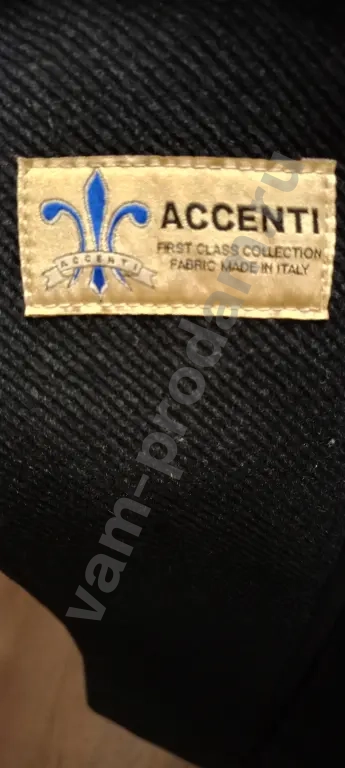 ACCENTI
FIRST CLASS COLLECTION
FABRIC MADE IN ITALY
ACCENTI
vam-prodam.ru